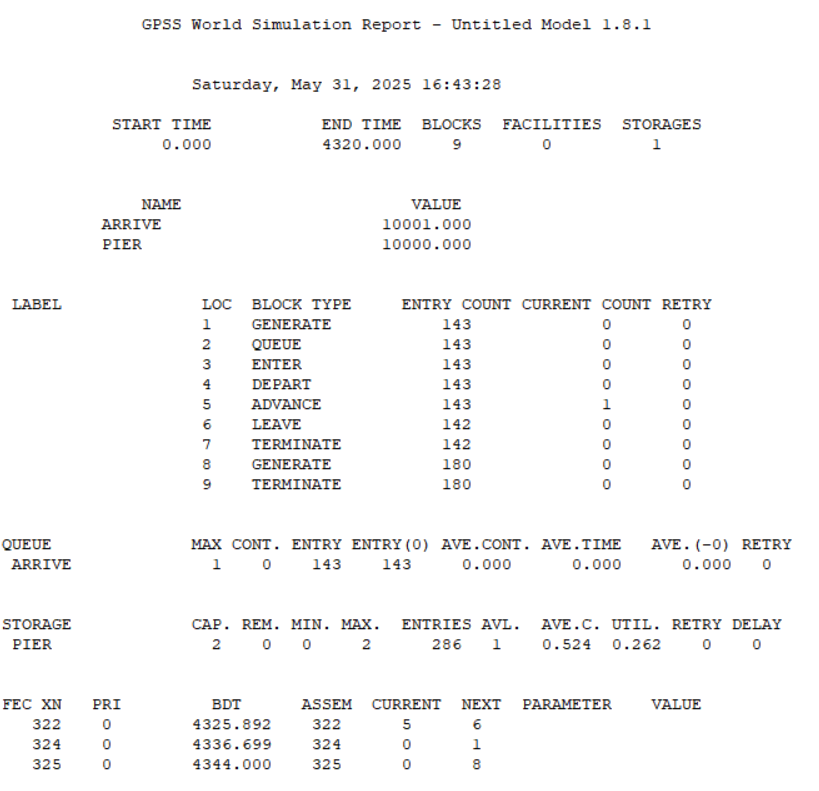 GPSS World Simulation Report - Untitled Model 1.8.1
Saturday, May 31, 2025 16:43:28
START TIME END TIME BLOCKS FACILITIES STORAGES
0.000 4320.000 9 0 1
NAME VALUE
ARRIVE 10001.000
PIER 10000.000
LABEL LOC BLOCK TYPE ENTRY COUNT CURRENT COUNT RETRY
1 GENERATE 143 0 0
2 QUEUE 143 0 0
3 ENTER 143 0 0
4 DEPART 143 0 0
5 ADVANCE 143 1 0
6 LEAVE 142 0 0
7 TERMINATE 142 0 0
8 GENERATE 180 0 0
9 TERMINATE 180 0 0
QUEUE MAX CONT. ENTRY ENTRY(0) AVE.CONT. AVE.TIME AVE.(-0) RETRY
ARRIVE 1 0 143 143 0.000 0.000 0.000 0
STORAGE CAP. REM. MIN. MAX. ENTRIES AVL. AVE.C. UTIL. RETRY DELAY
PIER 2 0 0 2 286 1 0.524 0.262 0 0
FEC XN PRI BDT ASSEM CURRENT NEXT PARAMETER VALUE
322 0 4325.892 322 5 6
324 0 4336.699 324 0 1
325 0 4344.000 325 0 8